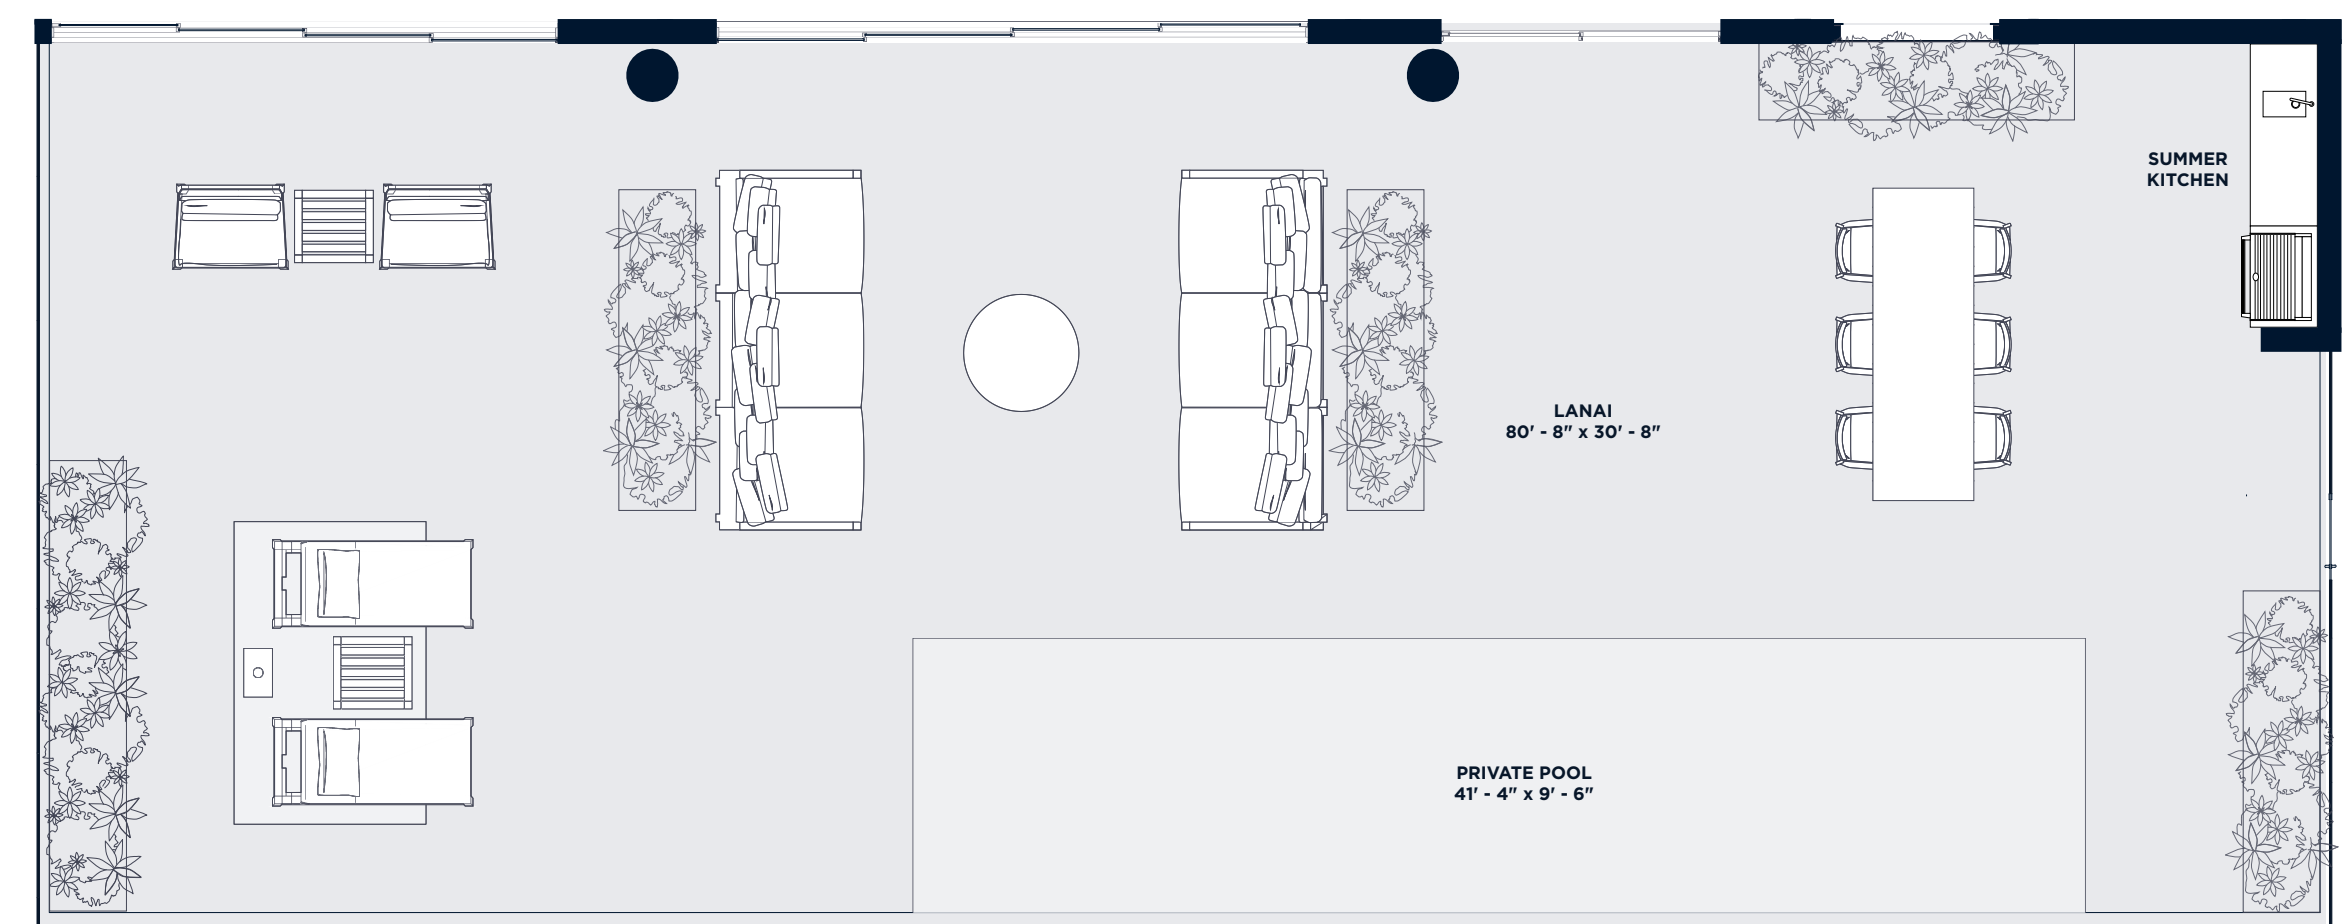 SUMMER
KITCHEN
LANAI
80' - 8" x 30' - 8"
PRIVATE POOL
41' - 4" x 9' - 6"